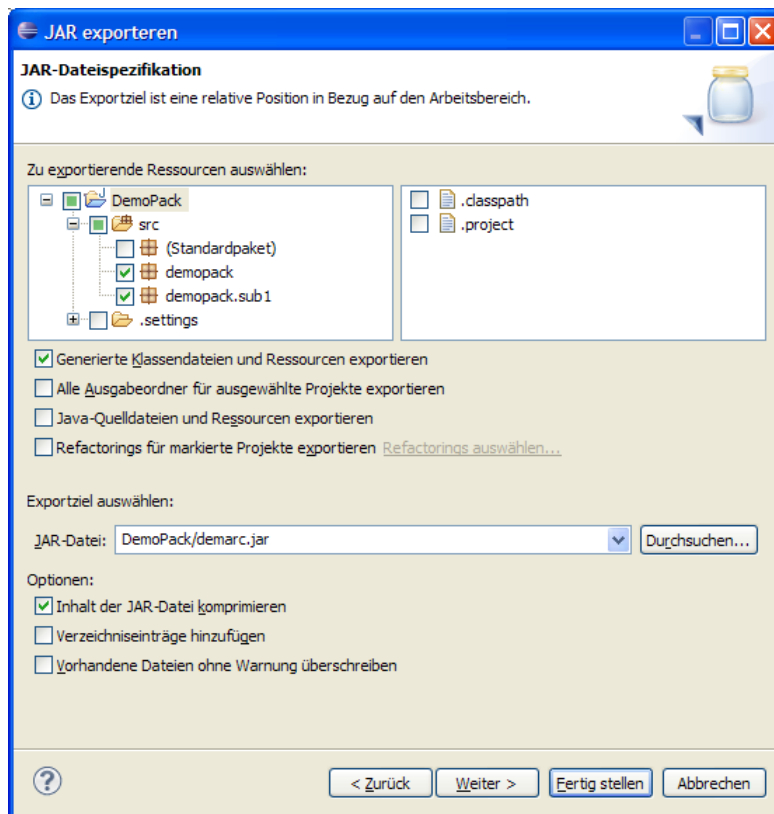 JAR exporteren
JAR-Dateispezifikation
Das Exportziel ist eine relative Position in Bezug auf den Arbeitsbereich.
Zu exportierende Ressourcen auswählen:
DemoPack
src
(Standardpaket)
demopack
demopack.sub1
.settings
.classpath
.project
Generierte Klassendateien und Ressourcen exportieren
Alle Ausgabeordner für ausgewählte Projekte exportieren
Java-Quelldateien und Ressourcen exportieren
Refactorings für markierte Projekte exportieren Refactorings auswählen...
Exportziel auswählen:
JAR-Datei: DemoPack/demarc.jar Durchsuchen...
Optionen:
Inhalt der JAR-Datei komprimieren
Verzeichniseinträge hinzufügen
Vorhandene Dateien ohne Warnung überschreiben
< Zurück Weiter > Fertig stellen Abbrechen